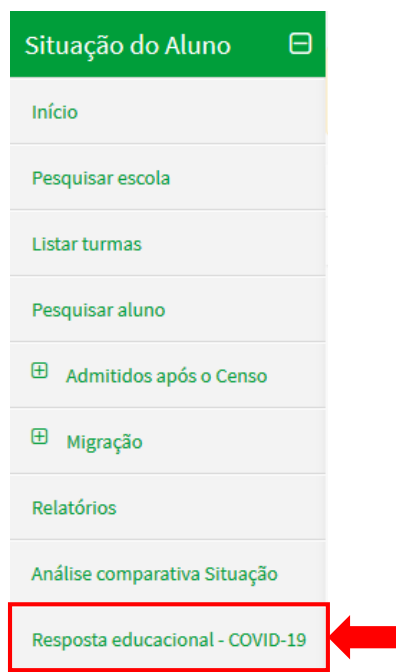 Situação do Aluno
Início
Pesquisar escola
Listar turmas
Pesquisar aluno
Admitidos após o Censo
Migração
Relatórios
Análise comparativa Situação
Resposta educacional - COVID-19